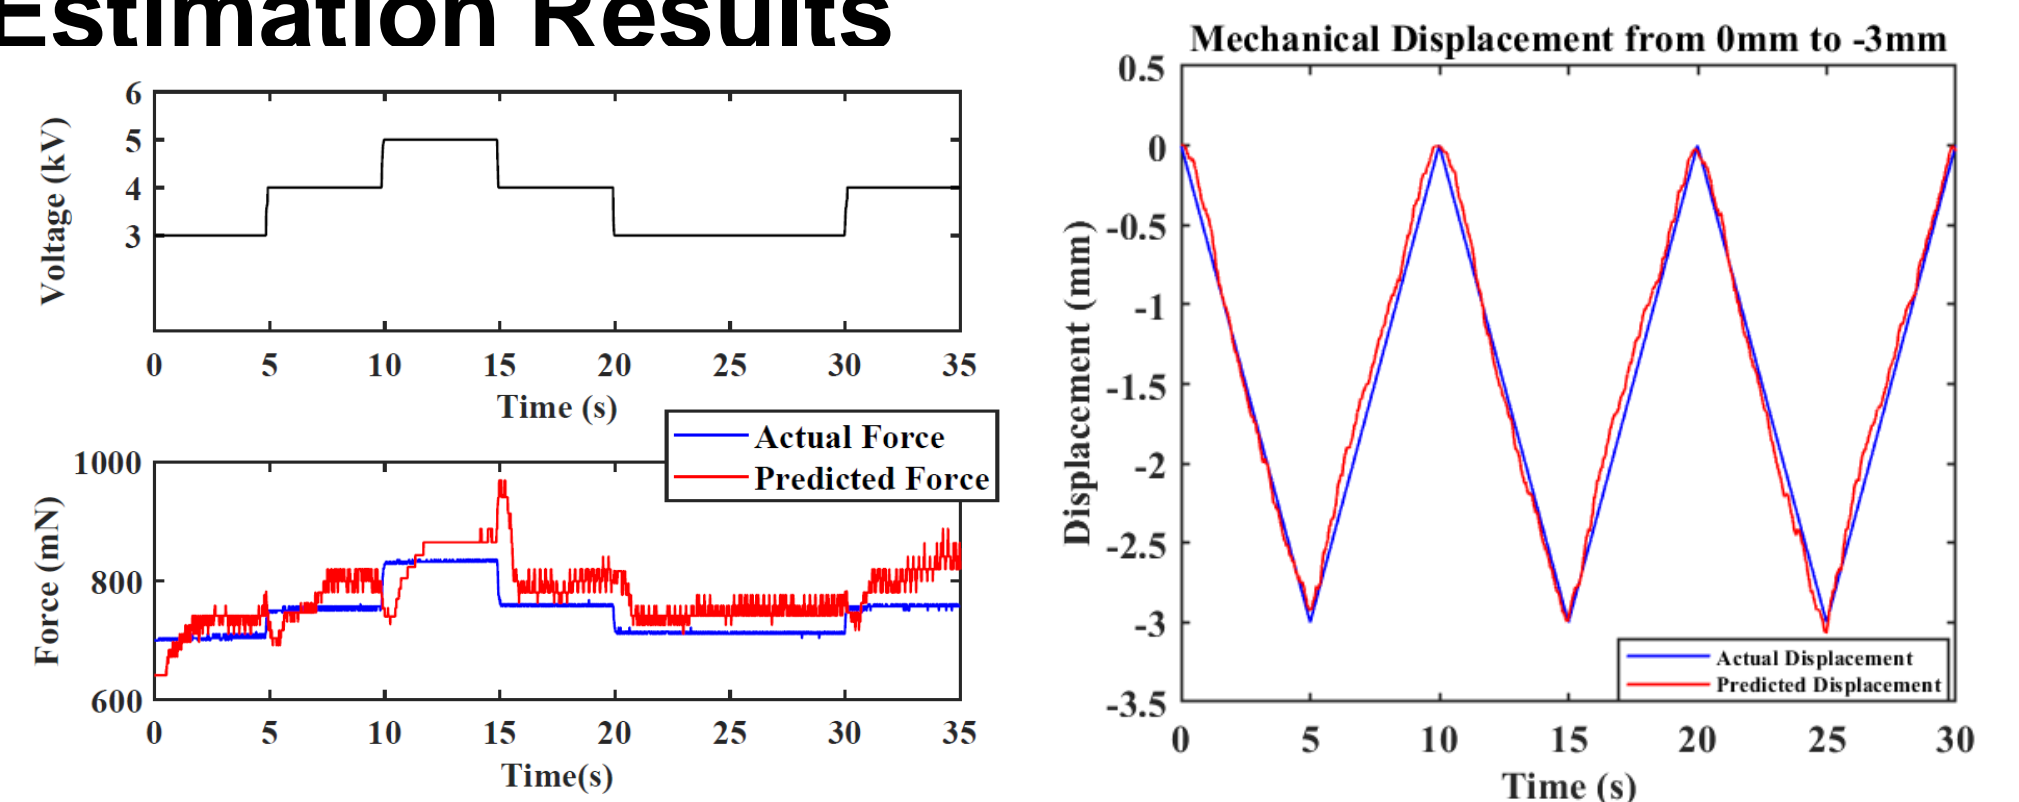 Estimation Results
6
5
4
3
Voltage (kV)
0 5 10 15 20 25 30 35
Time (s)
Actual Force
Predicted Force
1000
800
600
Force (mN)
0 5 10 15 20 25 30 35
Time(s)
Mechanical Displacement from 0mm to -3mm
0.5
0
-0.5
-1
-1.5
-2
-2.5
-3
-3.5
Displacement (mm)
Actual Displacement
Predicted Displacement
0 5 10 15 20 25 30
Time (s)